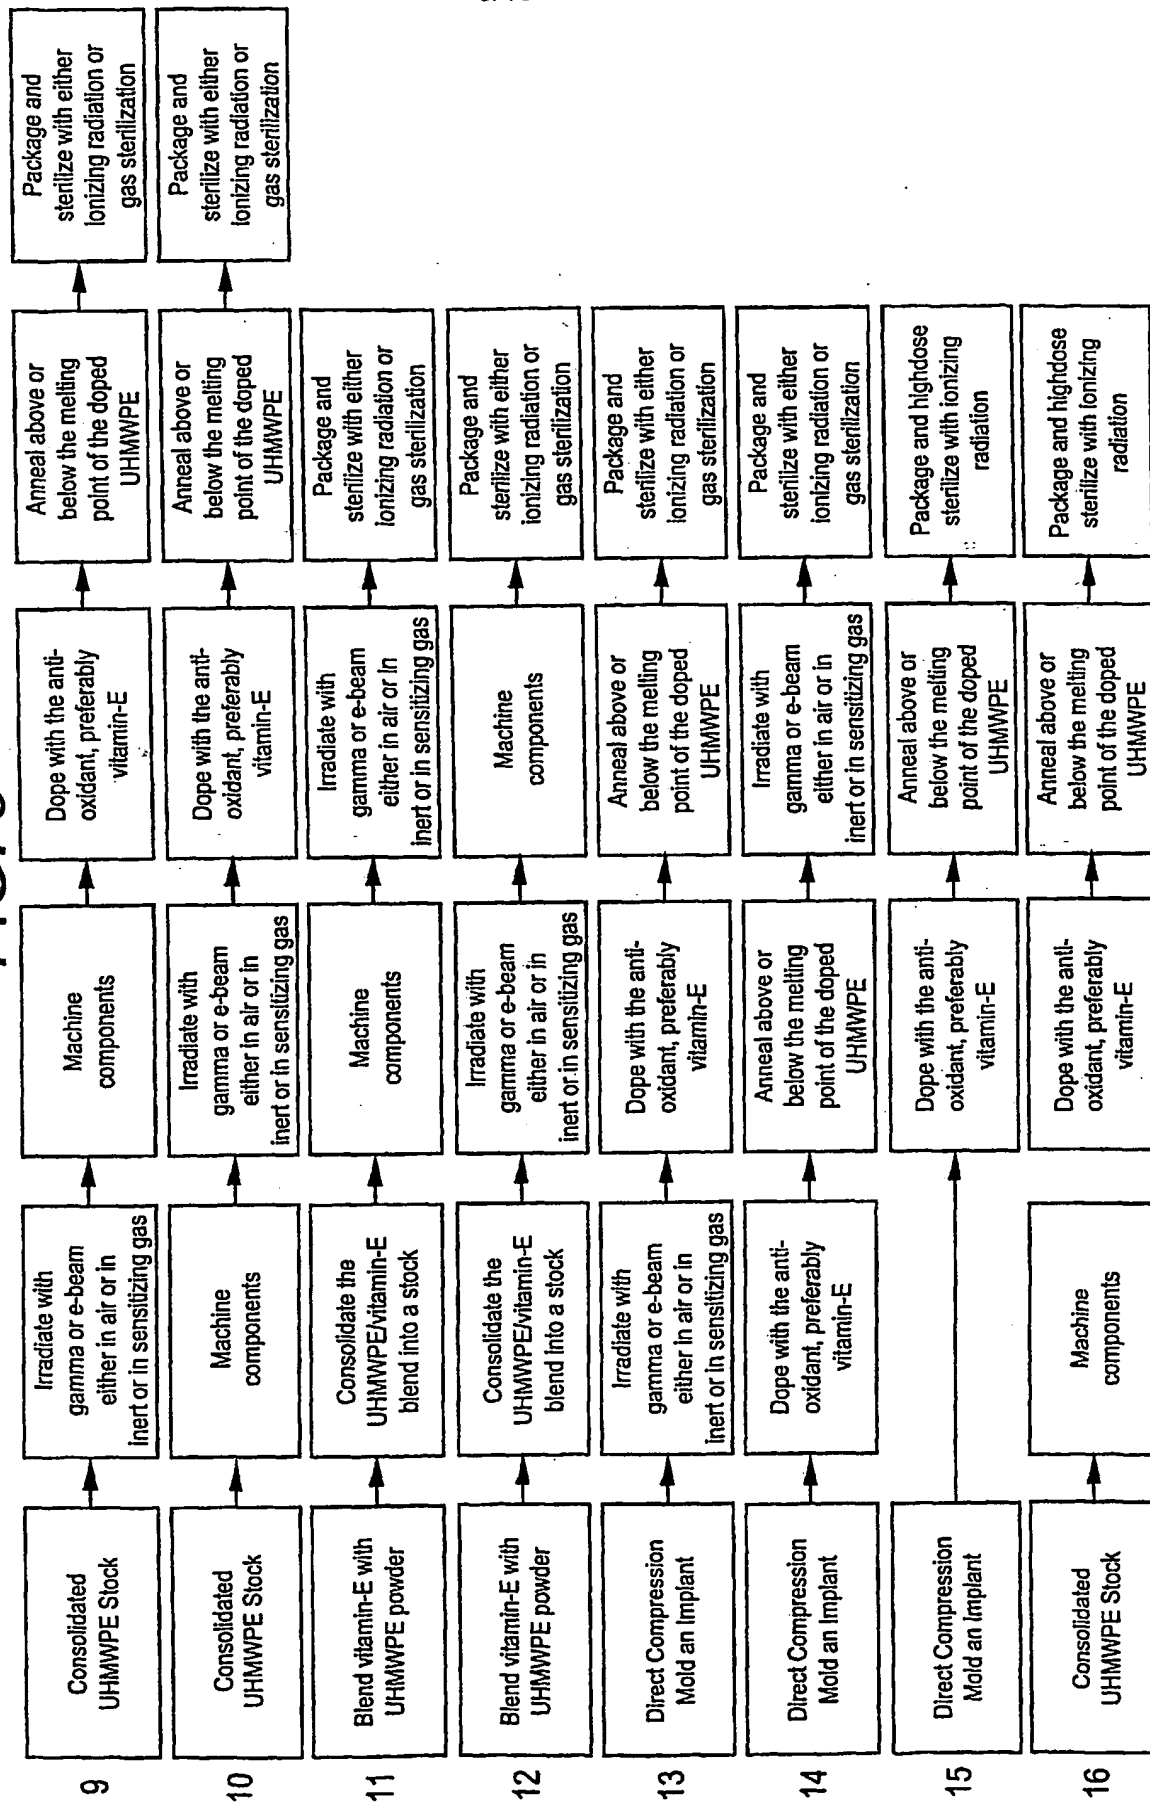 9
Consolidated
UHMWPE Stock
Irradiate with
gamma or e-beam
either in air or in
inert or in sensitizing gas
Machine
components
Dope with the anti-
oxidant, preferably
vitamin-E
Anneal above or
below the melting
point of the doped
UHMWPE
Package and
sterilize with either
ionizing radiation or
gas sterilization
10
Consolidated
UHMWPE Stock
Machine
components
Irradiate with
gamma or e-beam
either in air or in
inert or in sensitizing gas
Dope with the anti-
oxidant, preferably
vitamin-E
Anneal above or
below the melting
point of the doped
UHMWPE
Package and
sterilize with either
ionizing radiation or
gas sterilization
11
Blend vitamin-E with
UHMWPE powder
Consolidate the
UHMWPE/vitamin-E
blend into a stock
Machine
components
Irradiate with
gamma or e-beam
either in air or in
inert or in sensitizing gas
Package and
sterilize with either
ionizing radiation or
gas sterilization
12
Blend vitamin-E with
UHMWPE powder
Consolidate the
UHMWPE/vitamin-E
blend into a stock
Irradiate with
gamma or e-beam
either in air or in
inert or in sensitizing gas
Machine
components
Package and
sterilize with either
ionizing radiation or
gas sterilization
13
Direct Compression
Mold an Implant
Irradiate with
gamma or e-beam
either in air or in
inert or in sensitizing gas
Dope with the anti-
oxidant, preferably
vitamin-E
Anneal above or
below the melting
point of the doped
UHMWPE
Package and
sterilize with either
ionizing radiation or
gas sterilization
14
Direct Compression
Mold an Implant
Dope with the anti-
oxidant, preferably
vitamin-E
Anneal above or
below the melting
point of the doped
UHMWPE
Irradiate with
gamma or e-beam
either in air or in
inert or in sensitizing gas
Package and
sterilize with either
ionizing radiation or
gas sterilization
15
Direct Compression
Mold an Implant
Dope with the anti-
oxidant, preferably
vitamin-E
Anneal above or
below the melting
point of the doped
UHMWPE
Package and highdose
sterilize with ionizing
radiation
16
Consolidated
UHMWPE Stock
Machine
components
Dope with the anti-
oxidant, preferably
vitamin-E
Anneal above or
below the melting
point of the doped
UHMWPE
Package and highdose
sterilize with ionizing
radiation